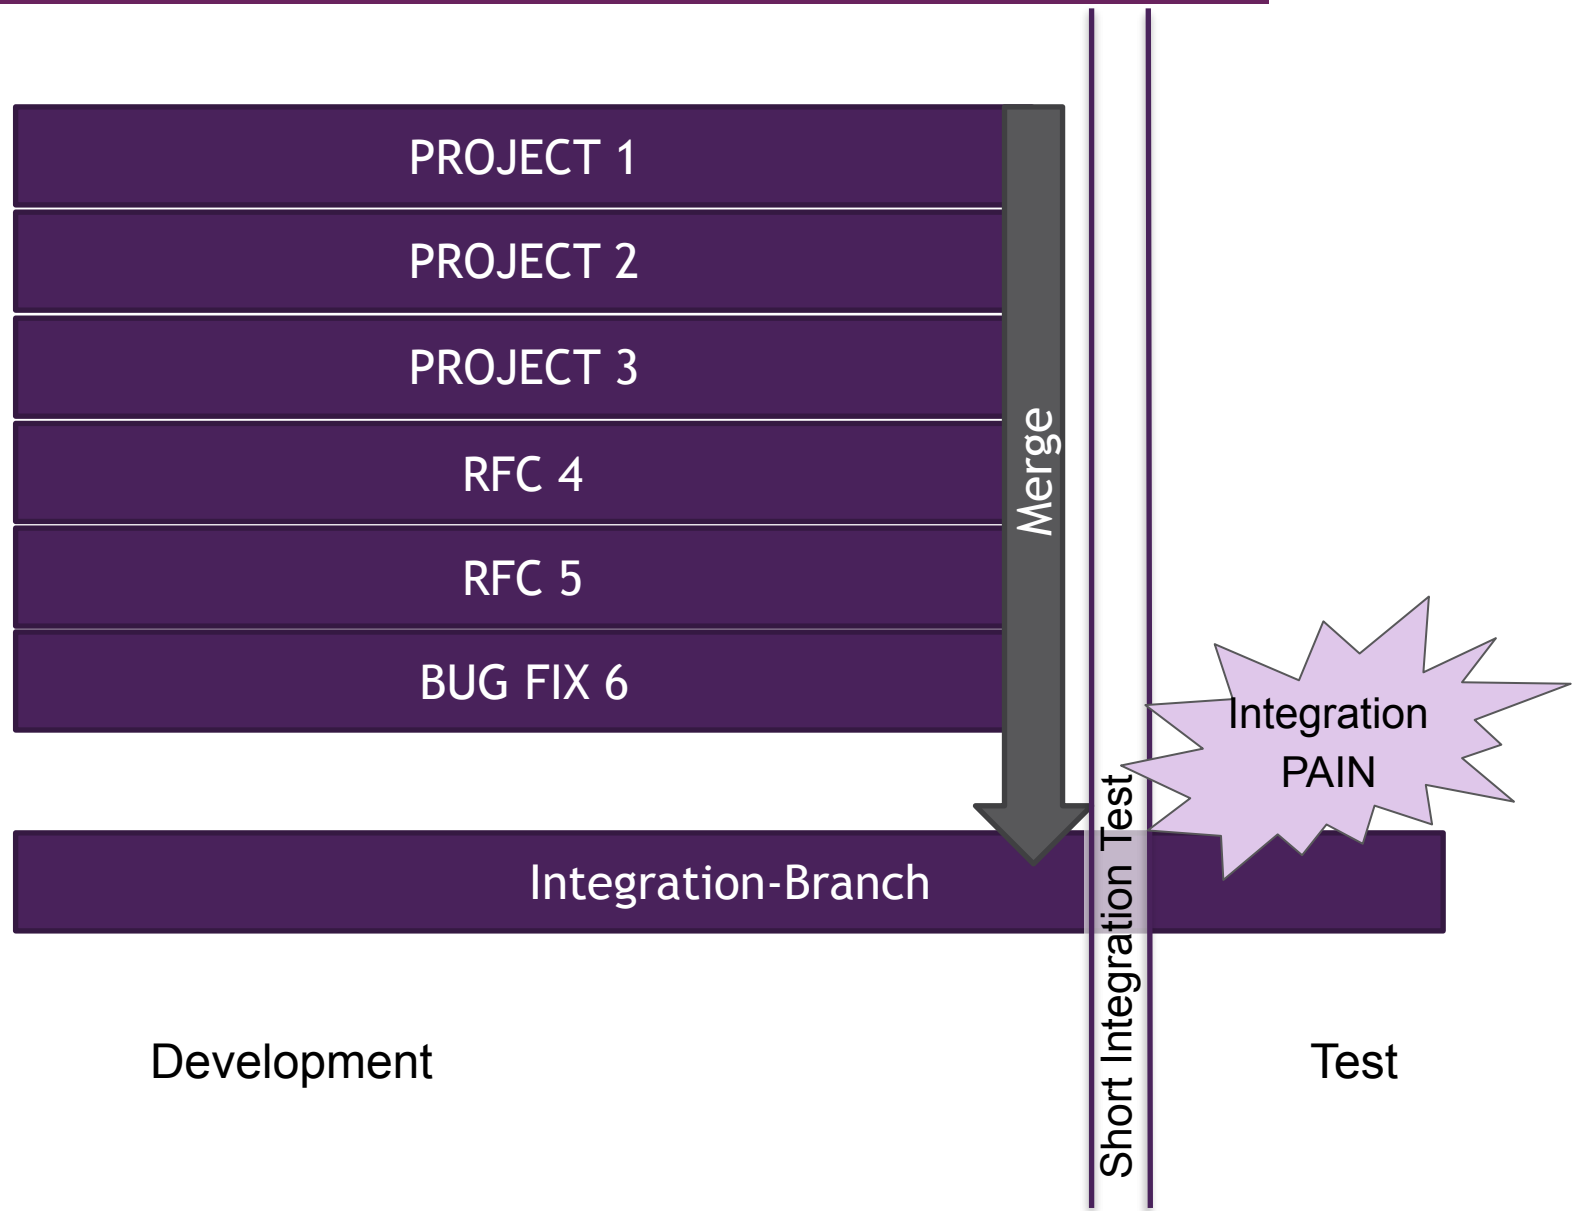 PROJECT 1
PROJECT 2
PROJECT 3
RFC 4
RFC 5
BUG FIX 6
Merge
Integration
PAIN
Integration-Branch
Short Integration Test
Development
Test